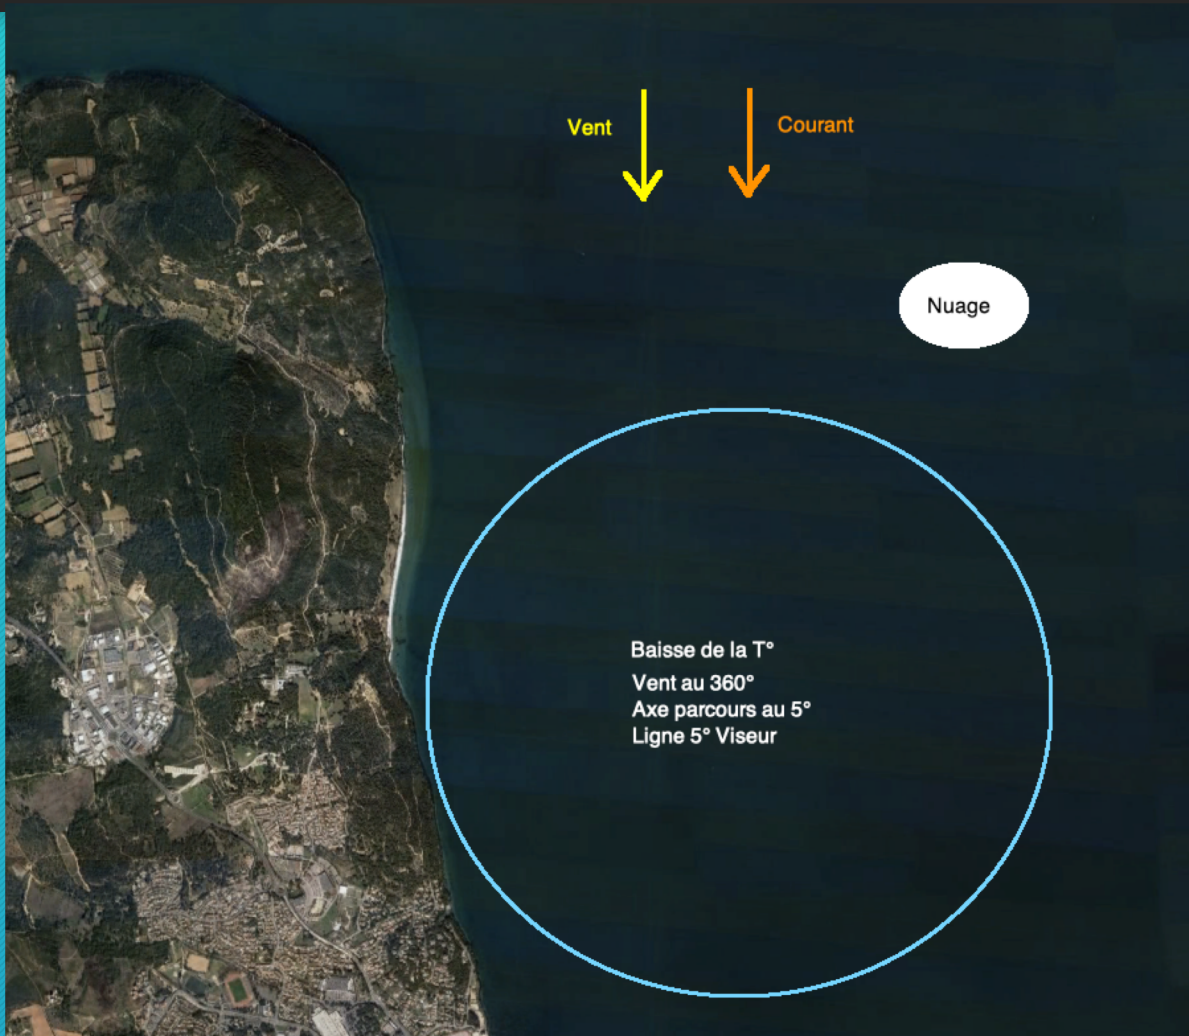 Vent
Courant
Nuage
Baisse de la T°
Vent au 360°
Axe parcours au 5°
Ligne 5° Viseur